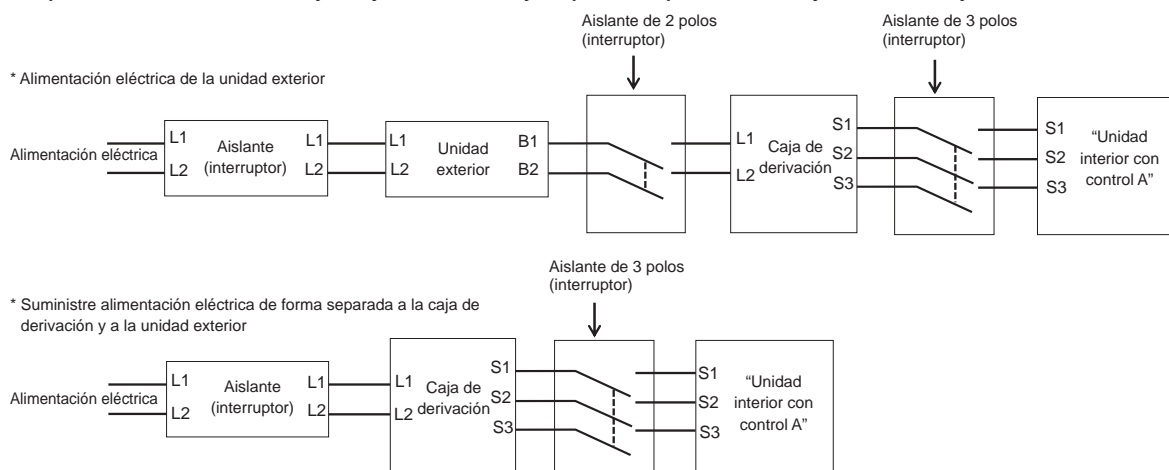 Aislante de 2 polos
(interruptor)
Aislante de 3 polos
(interruptor)
* Alimentación eléctrica de la unidad exterior
Alimentación eléctrica
L1
L2
Aislante
(interruptor)
L1
L2
L1
L2
Unidad
exterior
B1
B2
L1
L2
Caja de
derivación
S1
S2
S3
S1
S2
S3
“Unidad
interior con
control A”
Aislante de 3 polos
(interruptor)
* Suministre alimentación eléctrica de forma separada a la caja de
derivación y a la unidad exterior
Alimentación eléctrica
L1
L2
Aislante
(interruptor)
L1
L2
L1
L2
Caja de
derivación
S1
S2
S3
S1
S2
S3
“Unidad
interior con
control A”